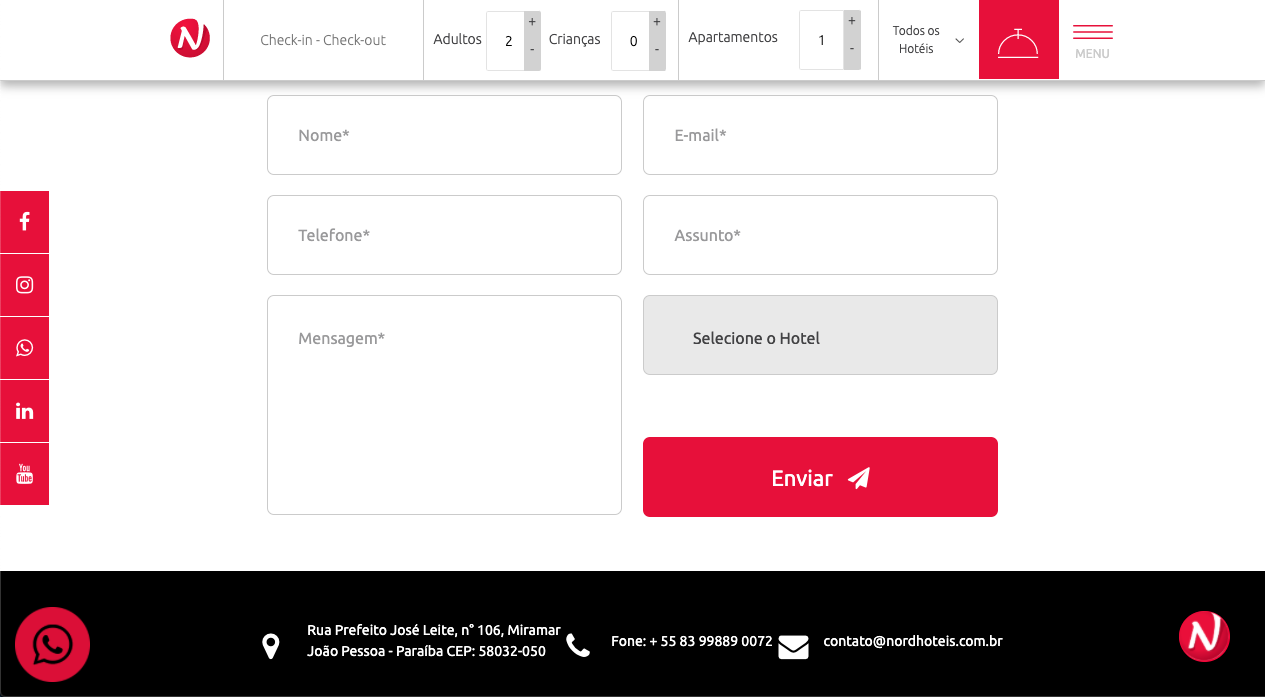 N
Check-in - Check-out
Adultos 2 + -
Crianças 0 + -
Apartamentos 1 + -
Todos os
Hotéis
MENU
Nome*
E-mail*
Telefone*
Assunto*
Mensagem*
Selecione o Hotel
Enviar
You
Tube
Rua Prefeito José Leite, n° 106, Miramar
João Pessoa - Paraíba CEP: 58032-050
Fone: + 55 83 99889 0072
contato@nordhoteis.com.br
N